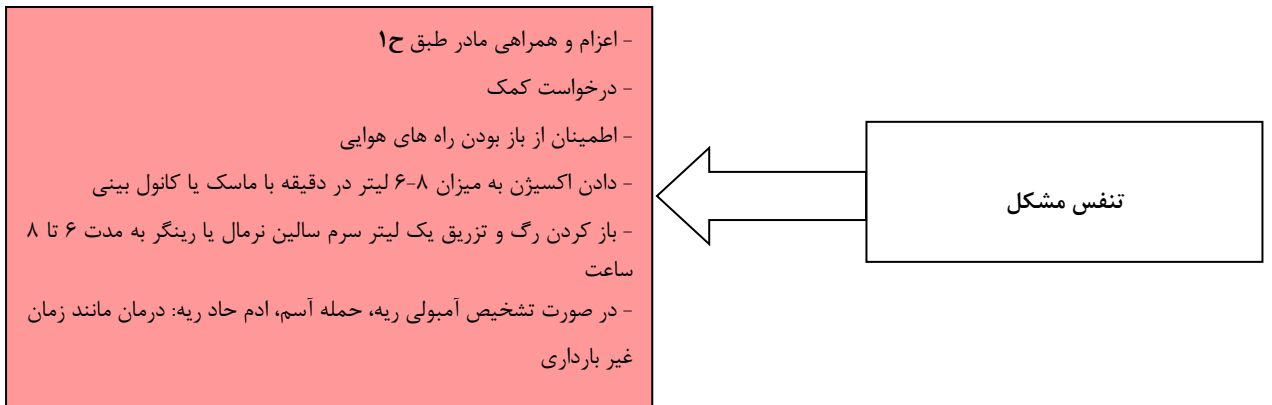 تنفس مشکل
- اعزام و همراهی مادر طبق ح۱
- درخواست کمک
- اطمینان از باز بودن راه های هوایی
- دادن اکسیژن به میزان ۸-۶ لیتر در دقیقه با ماسک یا کانول بینی
- باز کردن رگ و تزریق یک لیتر سرم سالین نرمال یا رینگر به مدت ۶ تا ۸
ساعت
- در صورت تشخیص آمبولی ریه، حمله آسم، ادم حاد ریه: درمان مانند زمان
غیر بارداری